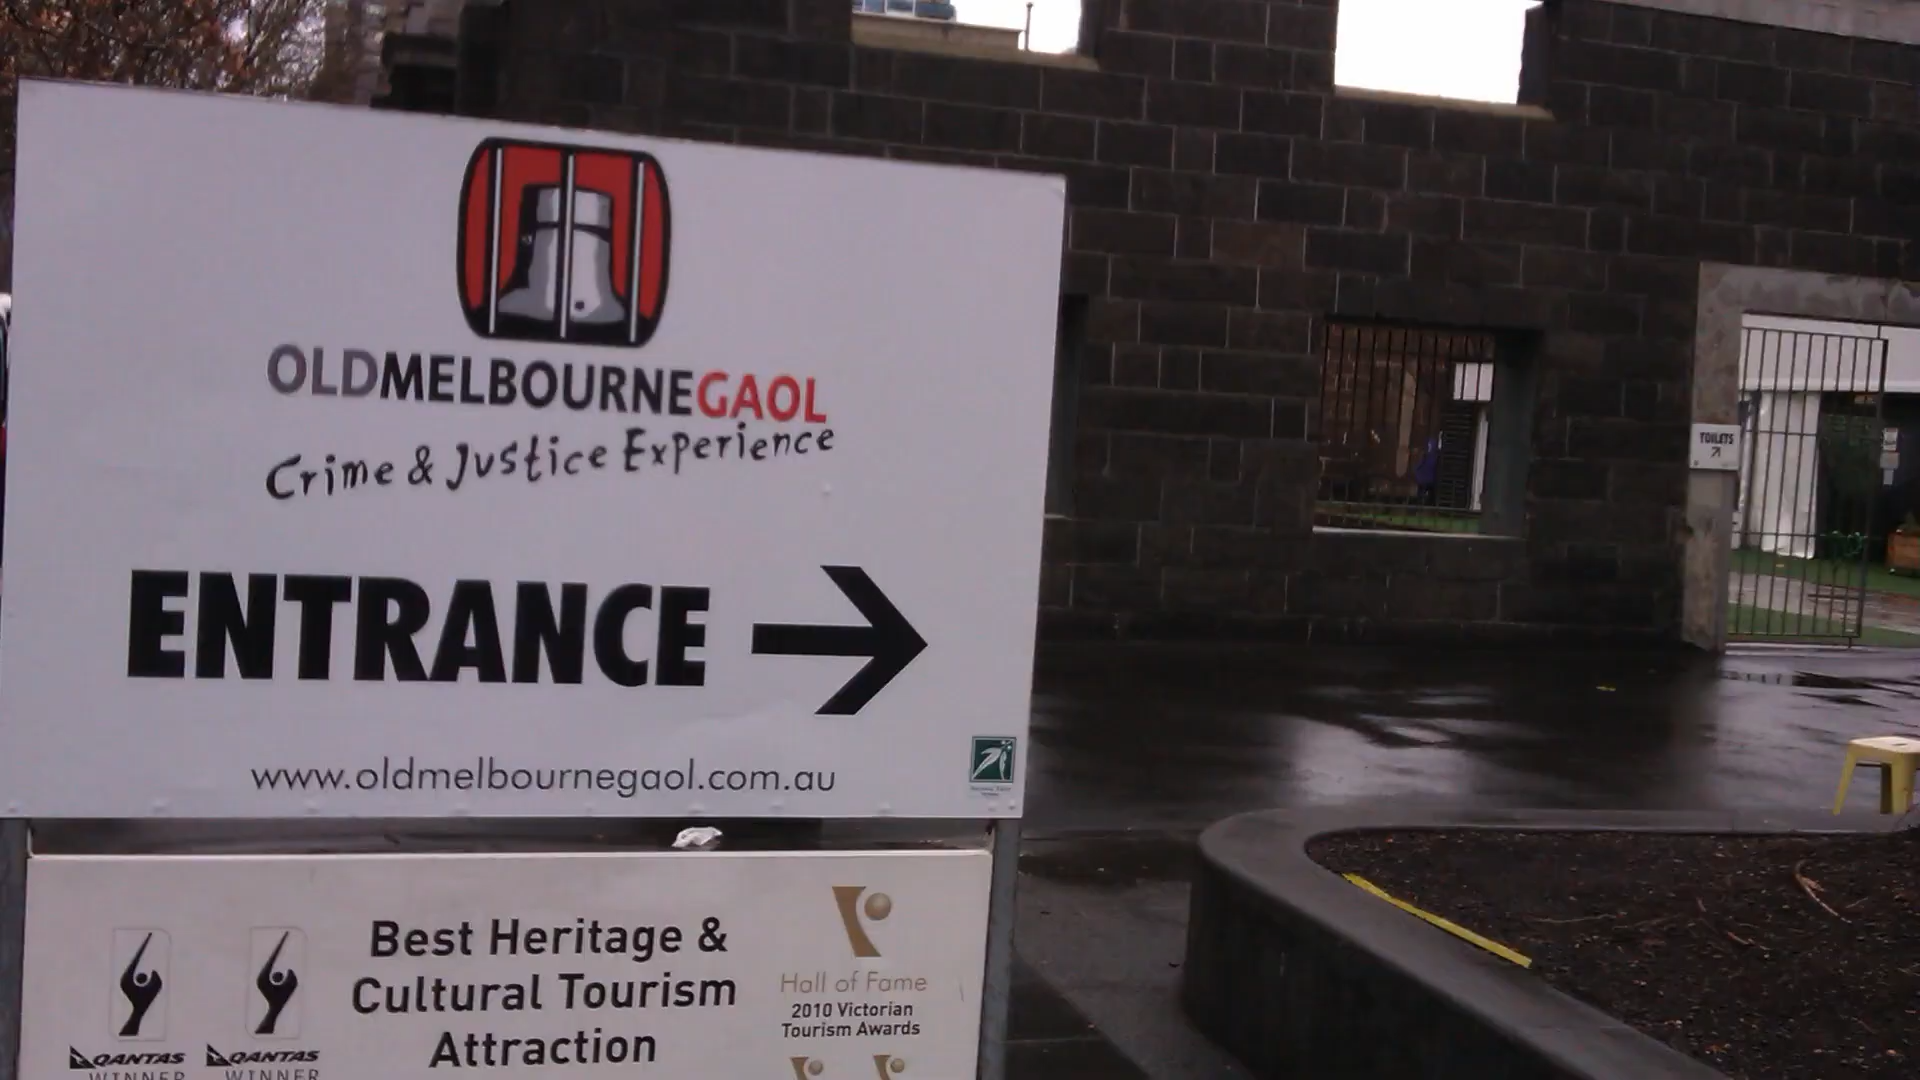 OLDMELBOURNEGAOL
Crime & Justice Experience
ENTRANCE
www.oldmelbournegaol.com.au
Best Heritage &
Cultural Tourism
Attraction
QANTAS
WINNER
QANTAS
WINNER
Hall of Fame
2010 Victorian
Tourism Awards
TOILETS